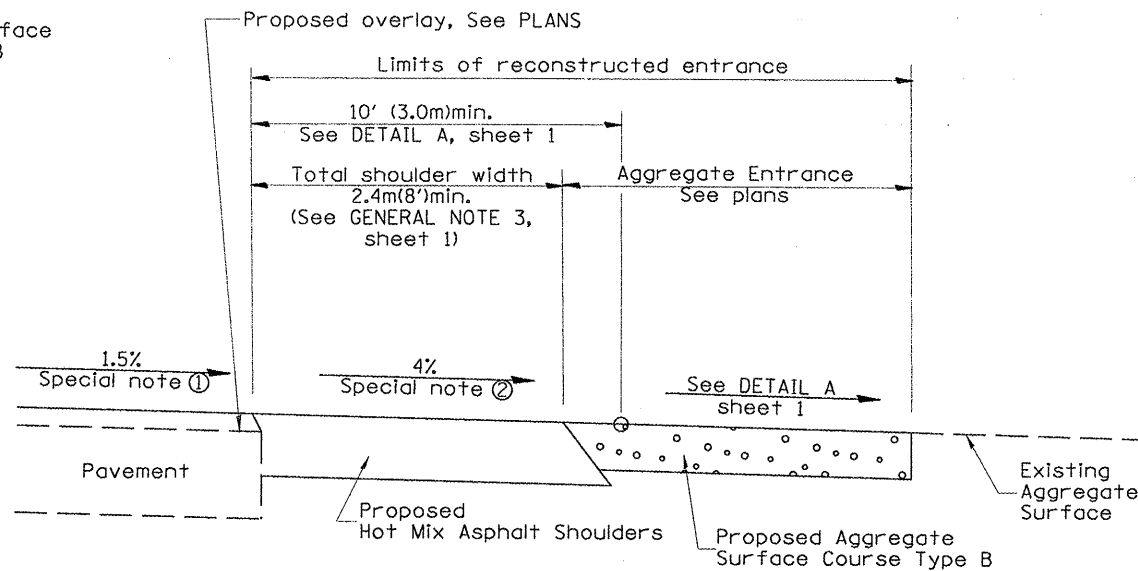 Proposed overlay, See PLANS
Limits of reconstructed entrance
10' (3.0m)min.
See DETAIL A, sheet 1
Total shoulder width
2.4m(8')min.
(See GENERAL NOTE 3,
sheet 1)
Aggregate Entrance
See plans
1.5%
Special note ①
4%
Special note ②
See DETAIL A
sheet 1
Pavement
Proposed
Hot Mix Asphalt Shoulders
Proposed Aggregate
Surface Course Type B
Existing
Aggregate
Surface